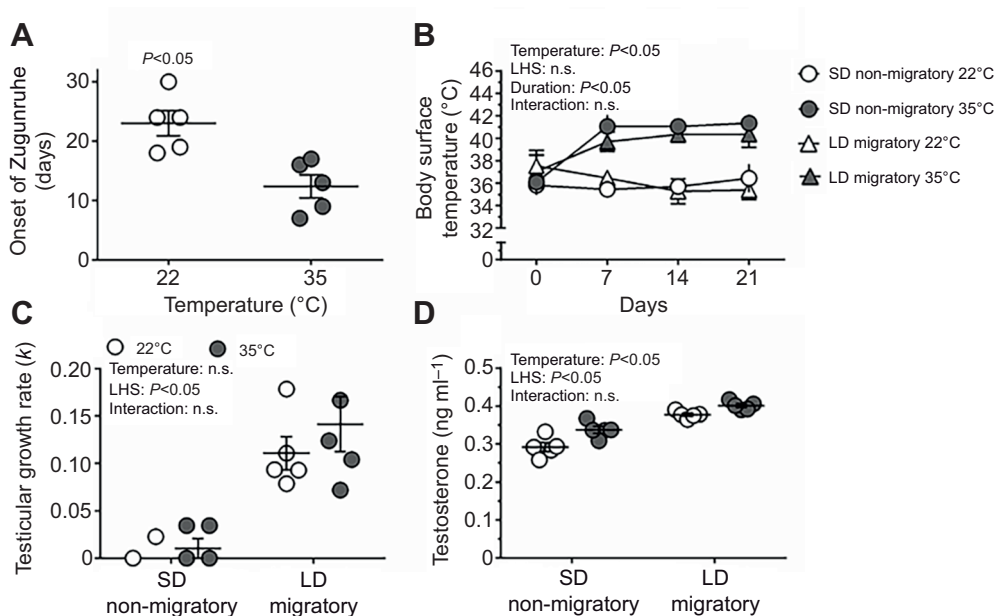 A
P<0.05
30
20
10
0
Onset of Zugunruhe
(days)
22
35
Temperature (°C)
B
Temperature: P<0.05
LHS: n.s.
Duration: P<0.05
Interaction: n.s.
46
44
42
40
38
36
34
32
0
Body surface
temperature (°C)
0
7
14
21
Days
SD non-migratory 22°C
SD non-migratory 35°C
LD migratory 22°C
LD migratory 35°C
C
22°C
35°C
Temperature: n.s.
LHS: P<0.05
Interaction: n.s.
0.20
0.15
0.10
0.05
0
Testicular growth rate (k)
SD
non-migratory
LD
migratory
D
Temperature: P<0.05
LHS: P<0.05
Interaction: n.s.
0.5
0.4
0.3
0.2
0.1
0
Testosterone (ng ml⁻¹)
SD
non-migratory
LD
migratory